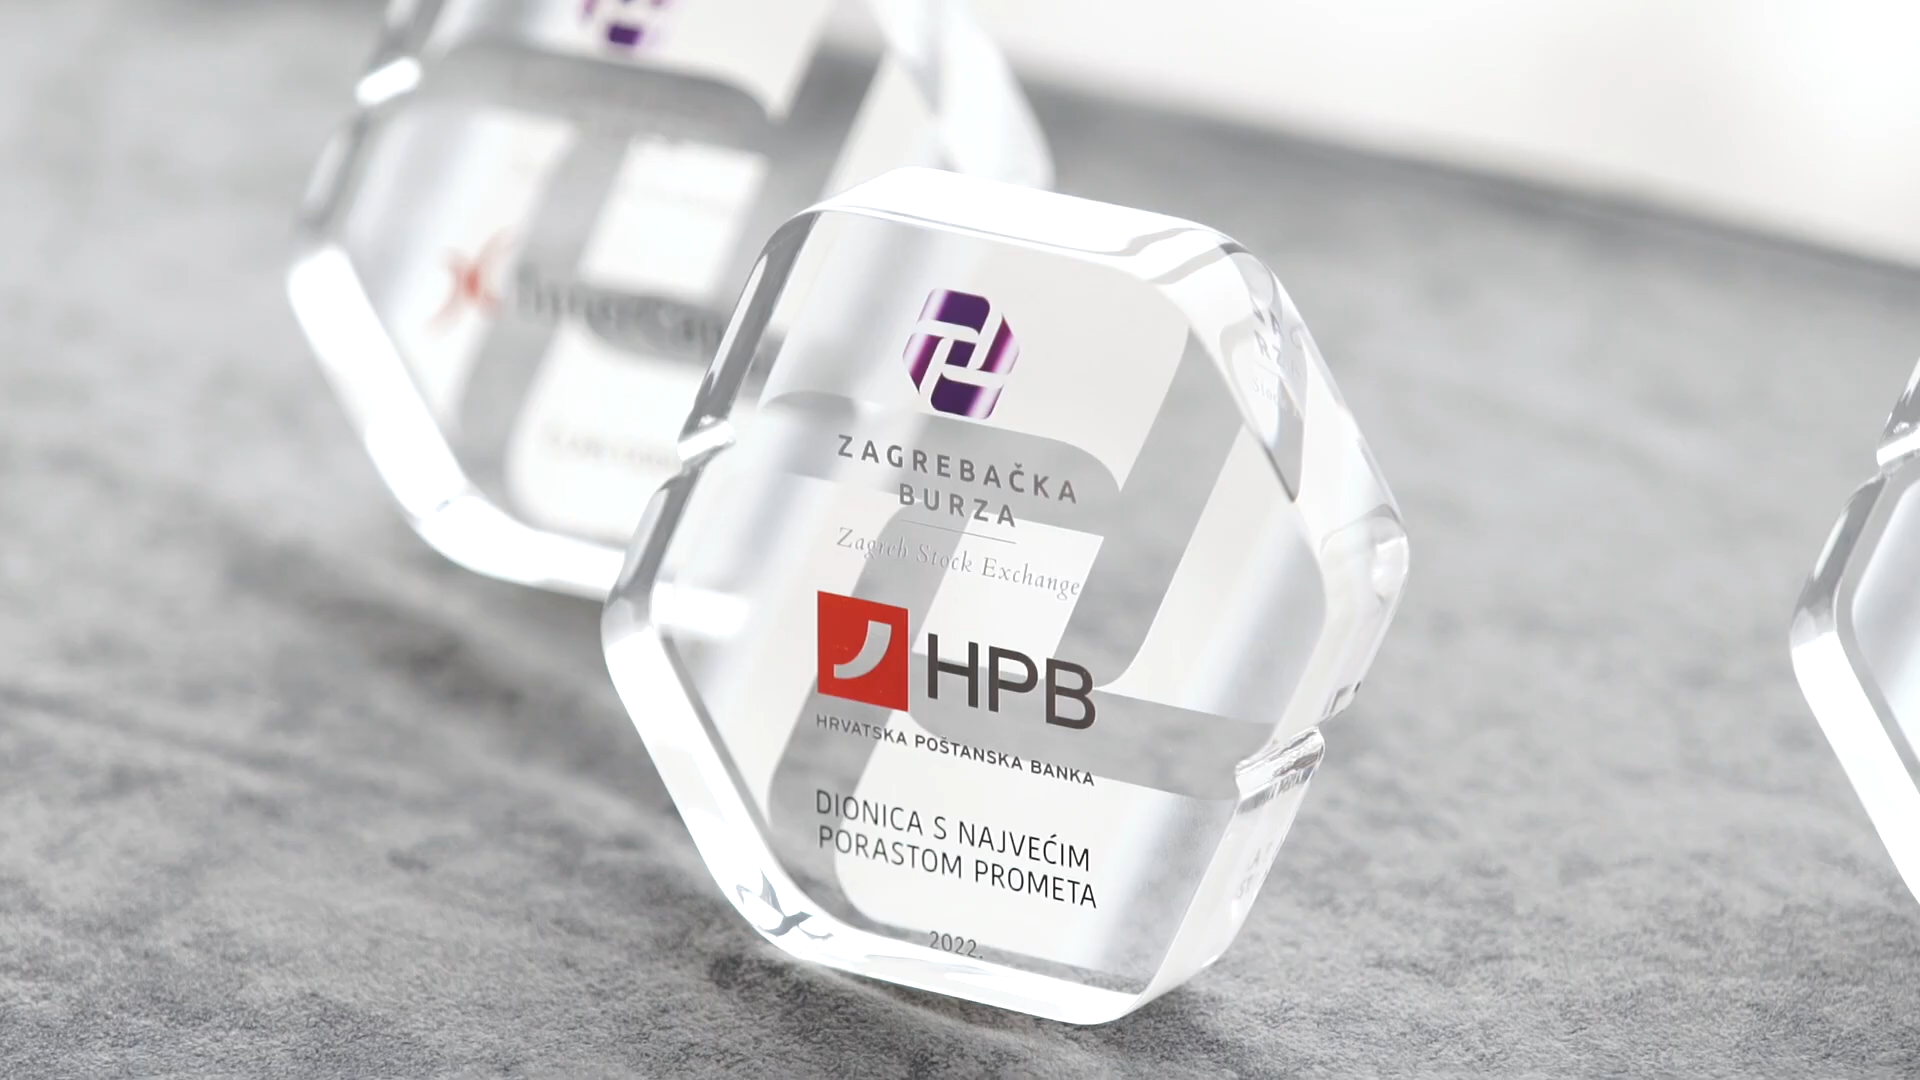 ZAGREBAČKA
BURZA
Zagreb Stock Exchange
HPB
HRVATSKA POŠTANSKA BANKA
DIONICA S NAJVEĆIM
PORASTOM PROMETA
2022.